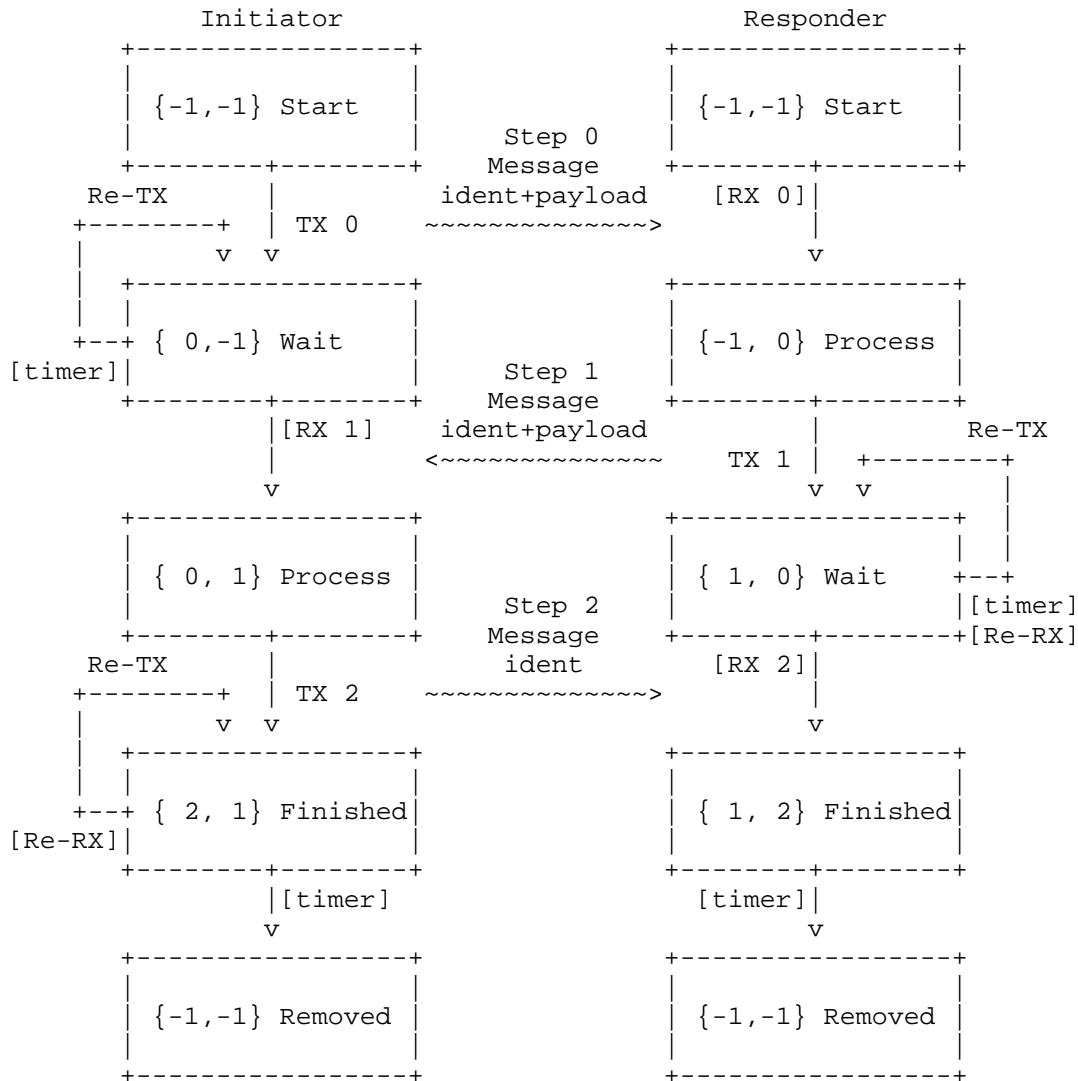 Initiator Responder
{-1,-1} Start {-1,-1} Start
Step 0
Message
Re-TX ident+payload [RX 0]
TX 0 ~~~~~~~~~~~~~~>
v v v
{ 0,-1} Wait {-1, 0} Process
[timer] Step 1
Message
[RX 1] ident+payload Re-TX
<~~~~~~~~~~~~~~ TX 1
v v v
{ 0, 1} Process { 1, 0} Wait
Step 2 [timer]
Message [Re-RX]
Re-TX ident [RX 2]
TX 2 ~~~~~~~~~~~~~~>
v v v
{ 2, 1} Finished { 1, 2} Finished
[Re-RX]
[timer] [timer]
v v
{-1,-1} Removed {-1,-1} Removed